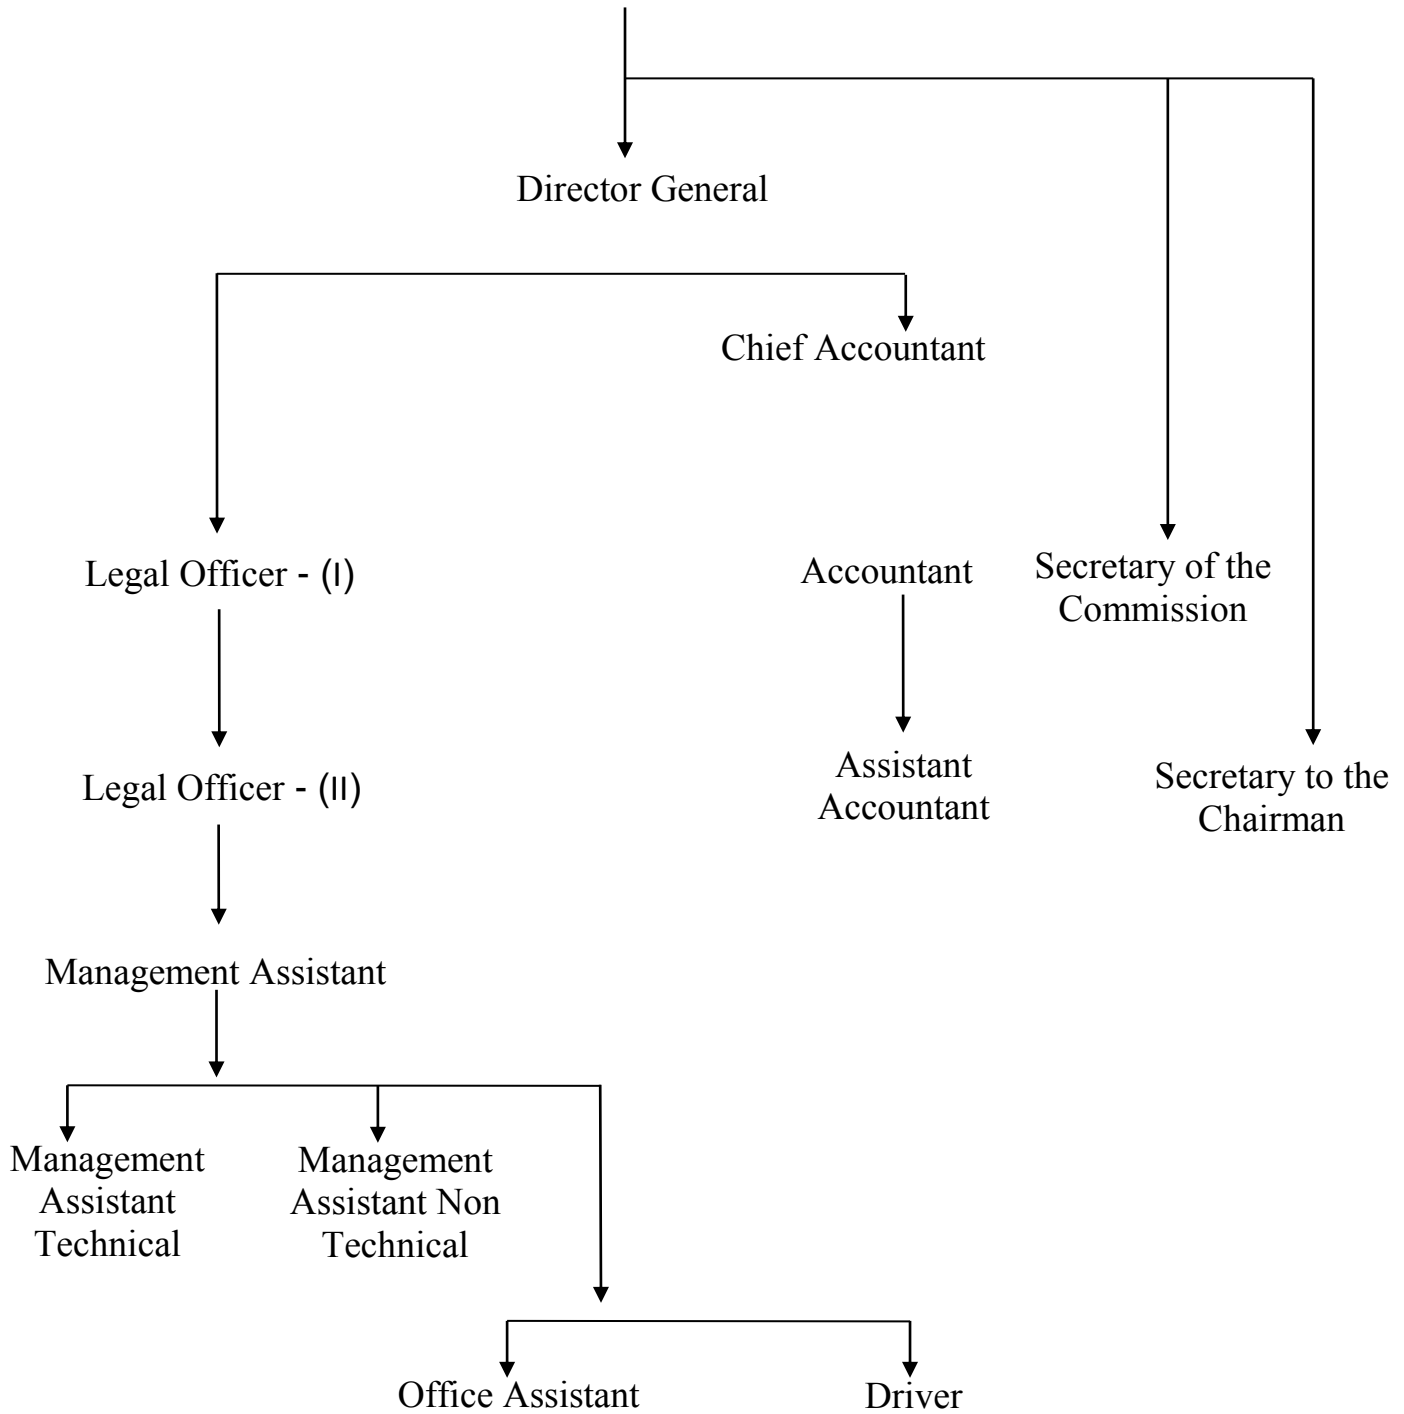 Director General
Chief Accountant
Legal Officer - (I)
Accountant
Secretary of the
Commission
Legal Officer - (II)
Assistant
Accountant
Secretary to the
Chairman
Management Assistant
Management
Assistant
Technical
Management
Assistant Non
Technical
Office Assistant
Driver